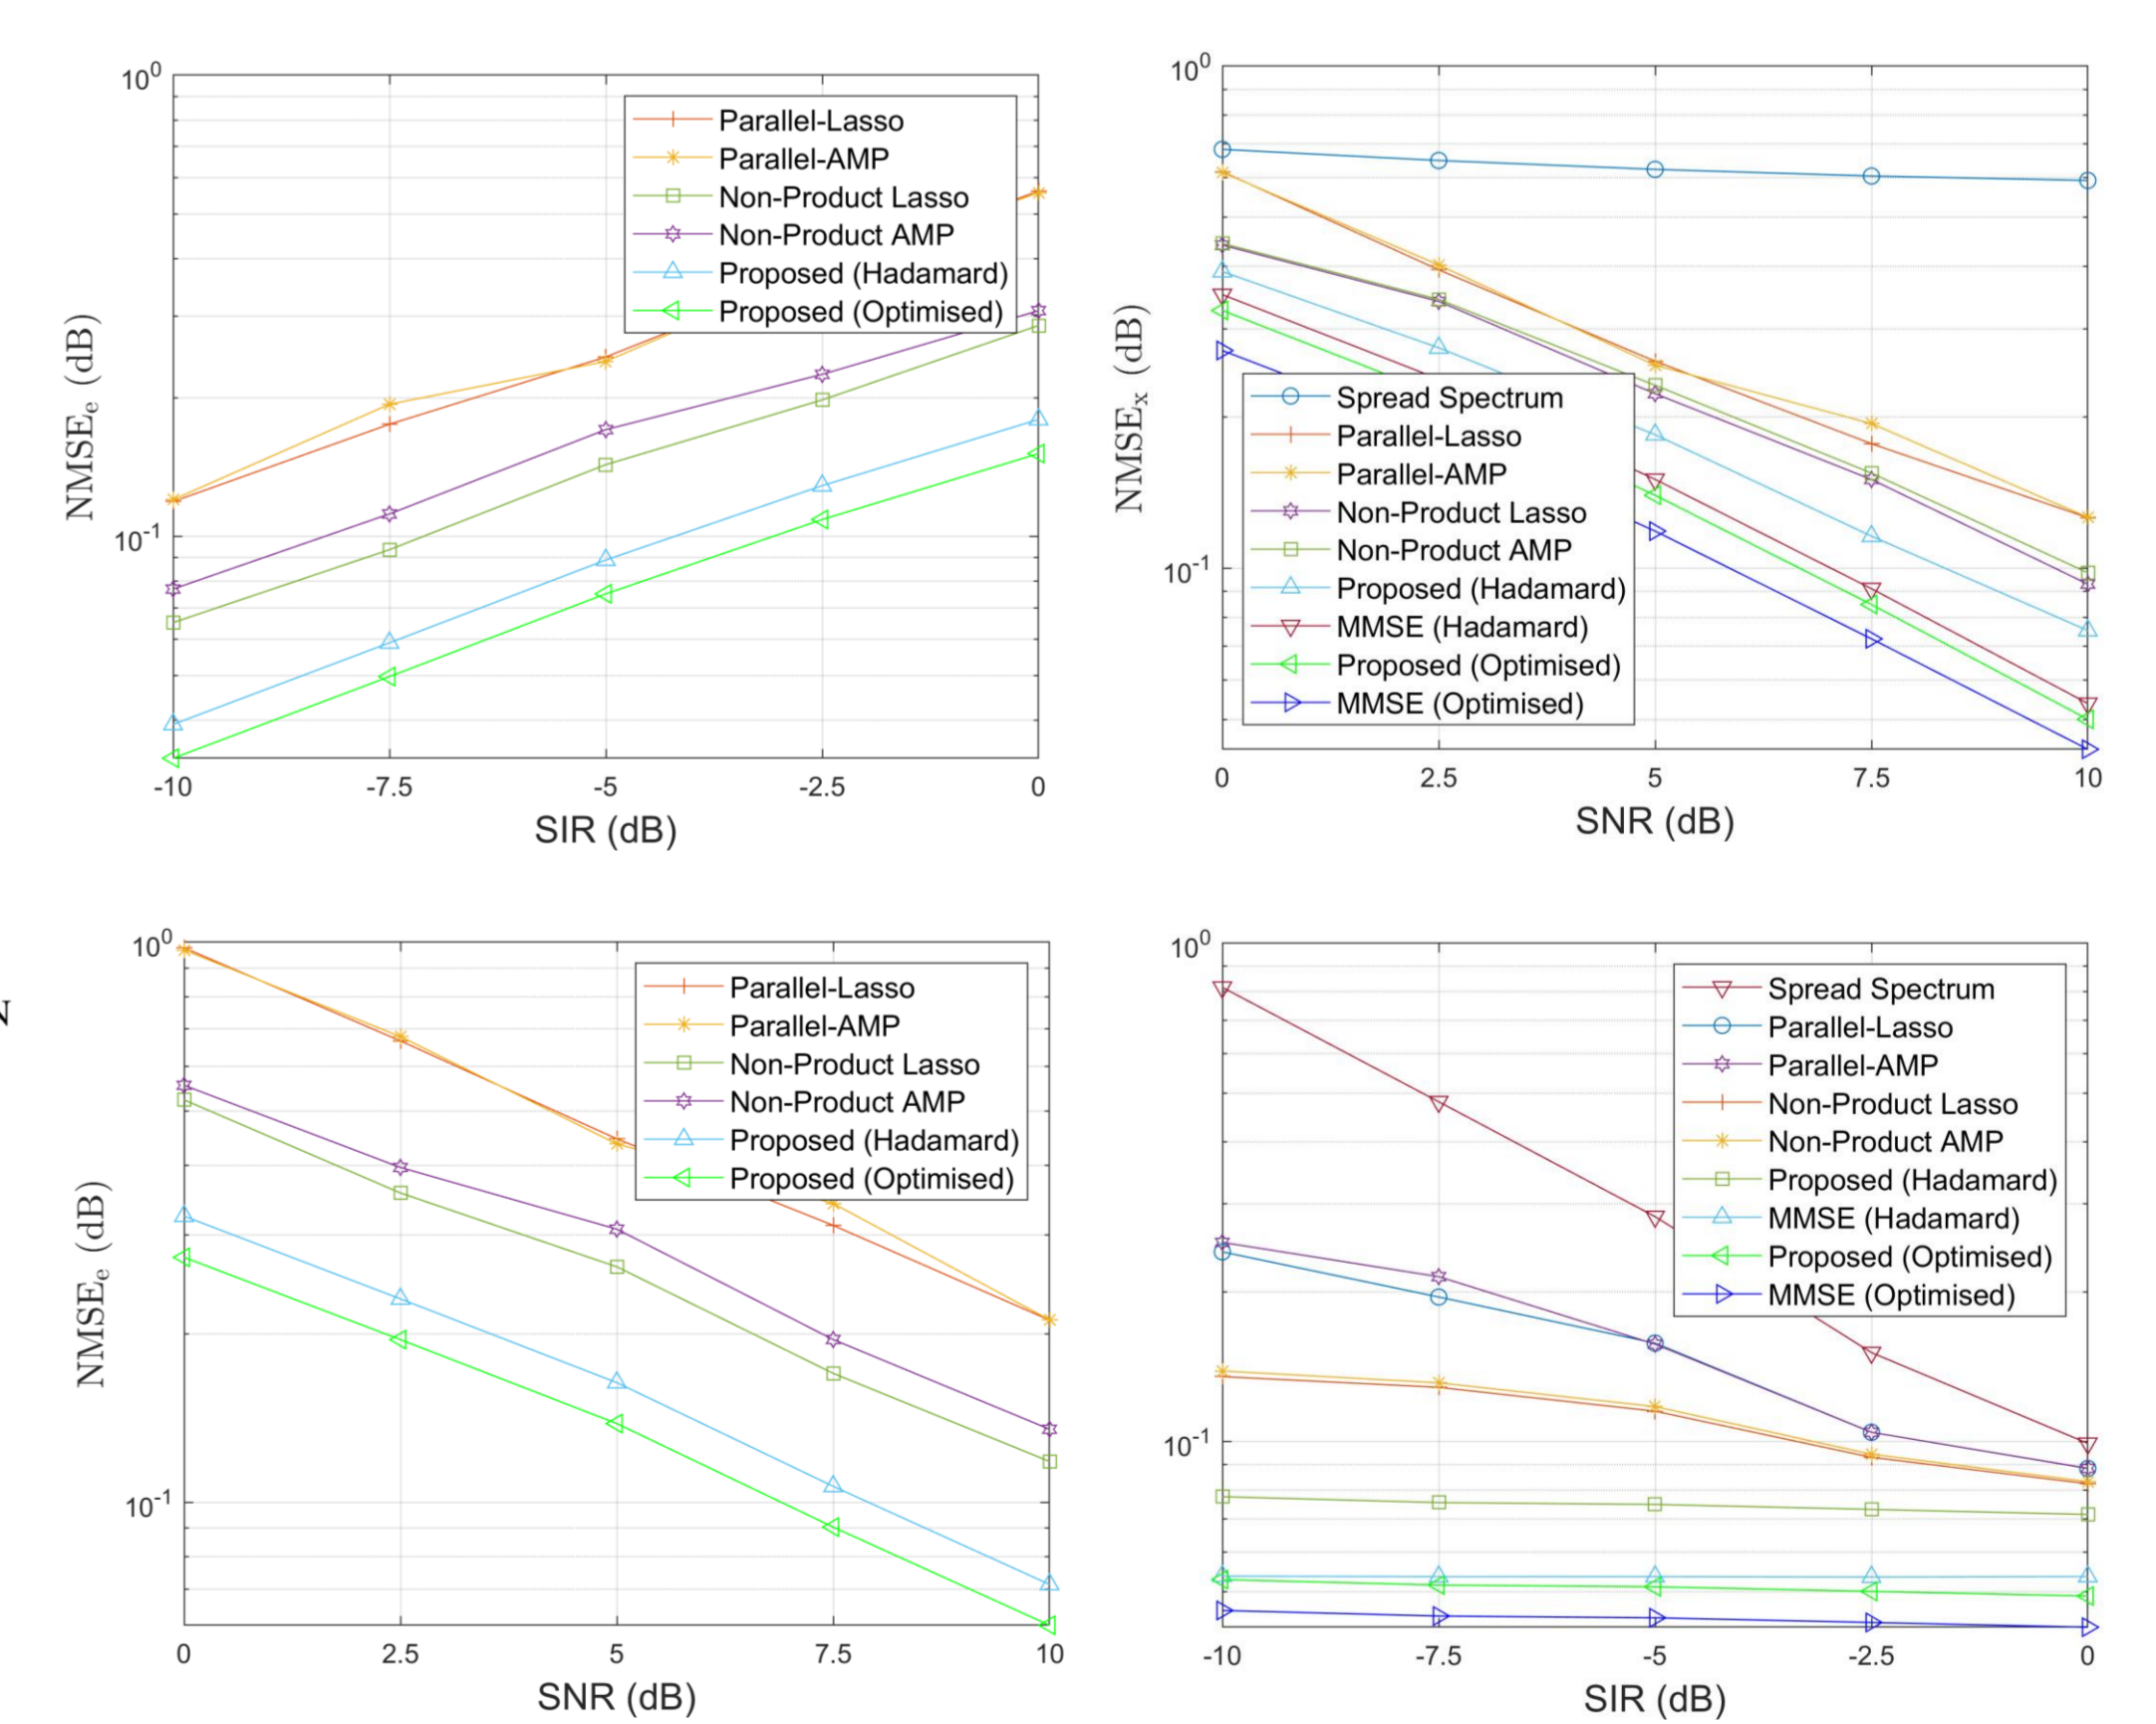 10^0
10^-1
NMSE_e (dB)
Parallel-Lasso
Parallel-AMP
Non-Product Lasso
Non-Product AMP
Proposed (Hadamard)
Proposed (Optimised)
-10 -7.5 -5 -2.5 0
SIR (dB)
10^0
10^-1
NMSE_x (dB)
Spread Spectrum
Parallel-Lasso
Parallel-AMP
Non-Product Lasso
Non-Product AMP
Proposed (Hadamard)
MMSE (Hadamard)
Proposed (Optimised)
MMSE (Optimised)
0 2.5 5 7.5 10
SNR (dB)
10^0
10^-1
NMSE_e (dB)
Parallel-Lasso
Parallel-AMP
Non-Product Lasso
Non-Product AMP
Proposed (Hadamard)
Proposed (Optimised)
0 2.5 5 7.5 10
SNR (dB)
10^0
10^-1
Spread Spectrum
Parallel-Lasso
Parallel-AMP
Non-Product Lasso
Non-Product AMP
Proposed (Hadamard)
MMSE (Hadamard)
Proposed (Optimised)
MMSE (Optimised)
-10 -7.5 -5 -2.5 0
SIR (dB)